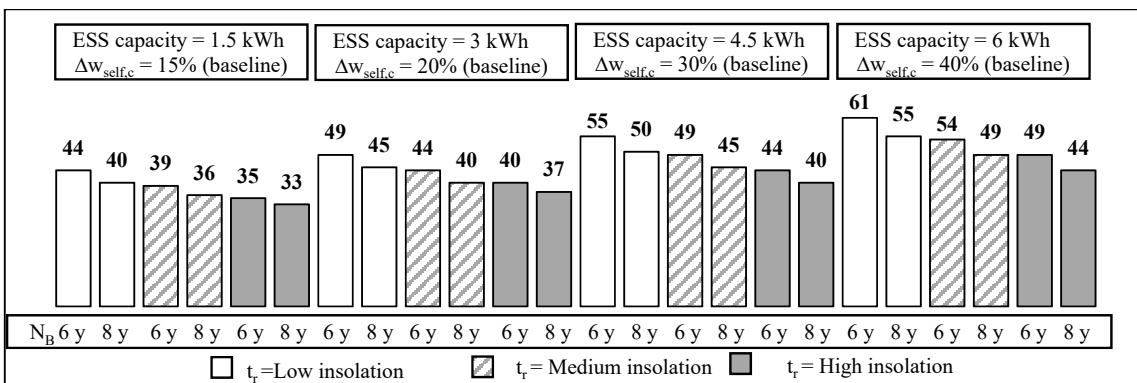 ESS capacity = 1.5 kWh
Δw_self,c = 15% (baseline)
ESS capacity = 3 kWh
Δw_self,c = 20% (baseline)
ESS capacity = 4.5 kWh
Δw_self,c = 30% (baseline)
ESS capacity = 6 kWh
Δw_self,c = 40% (baseline)
44 40 39 36 35 33 49 45 44 40 40 37 55 50 49 45 44 40 61 55 54 49 49 44
N_B 6 y 8 y 6 y 8 y 6 y 8 y 6 y 8 y 6 y 8 y 6 y 8 y 6 y 8 y 6 y 8 y 6 y 8 y 6 y 8 y 6 y 8 y 6 y 8 y
t_r =Low insolation t_r = Medium insolation t_r = High insolation